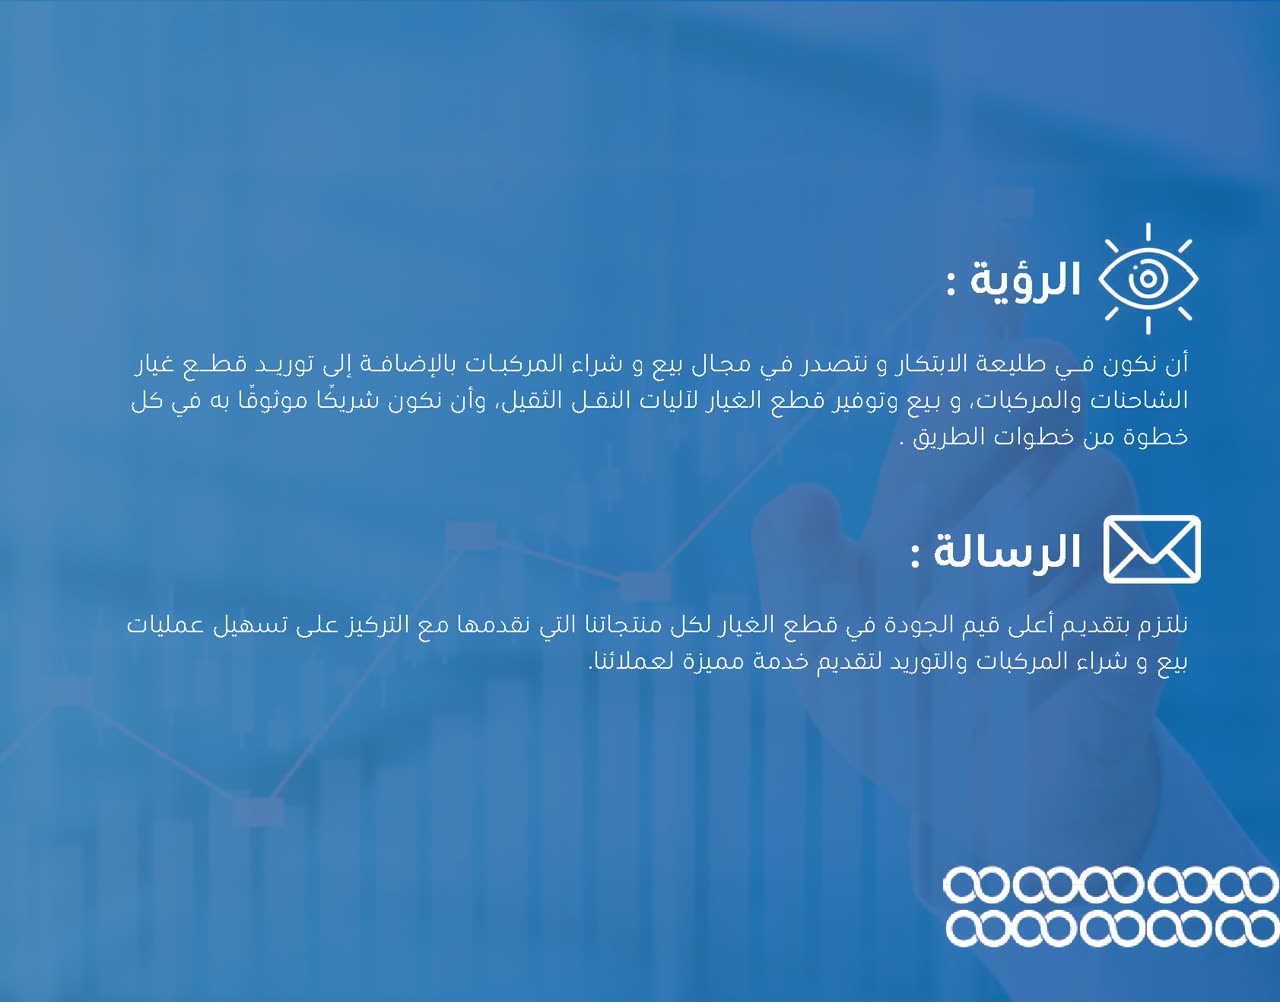 الرؤية :
أن نكون في طليعة الابتكار و نتصدر في مجال بيع و شراء المركبات بالإضافة إلى توريد قطع غيار
الشاحنات والمركبات، و بيع وتوفير قطع الغيار لآليات النقل الثقيل، وأن نكون شريكًا موثوقًا به في كل
خطوة من خطوات الطريق .
الرسالة :
نلتزم بتقديم أعلى قيم الجودة في قطع الغيار لكل منتجاتنا التي نقدمها مع التركيز على تسهيل عمليات
بيع و شراء المركبات والتوريد لتقديم خدمة مميزة لعملائنا.